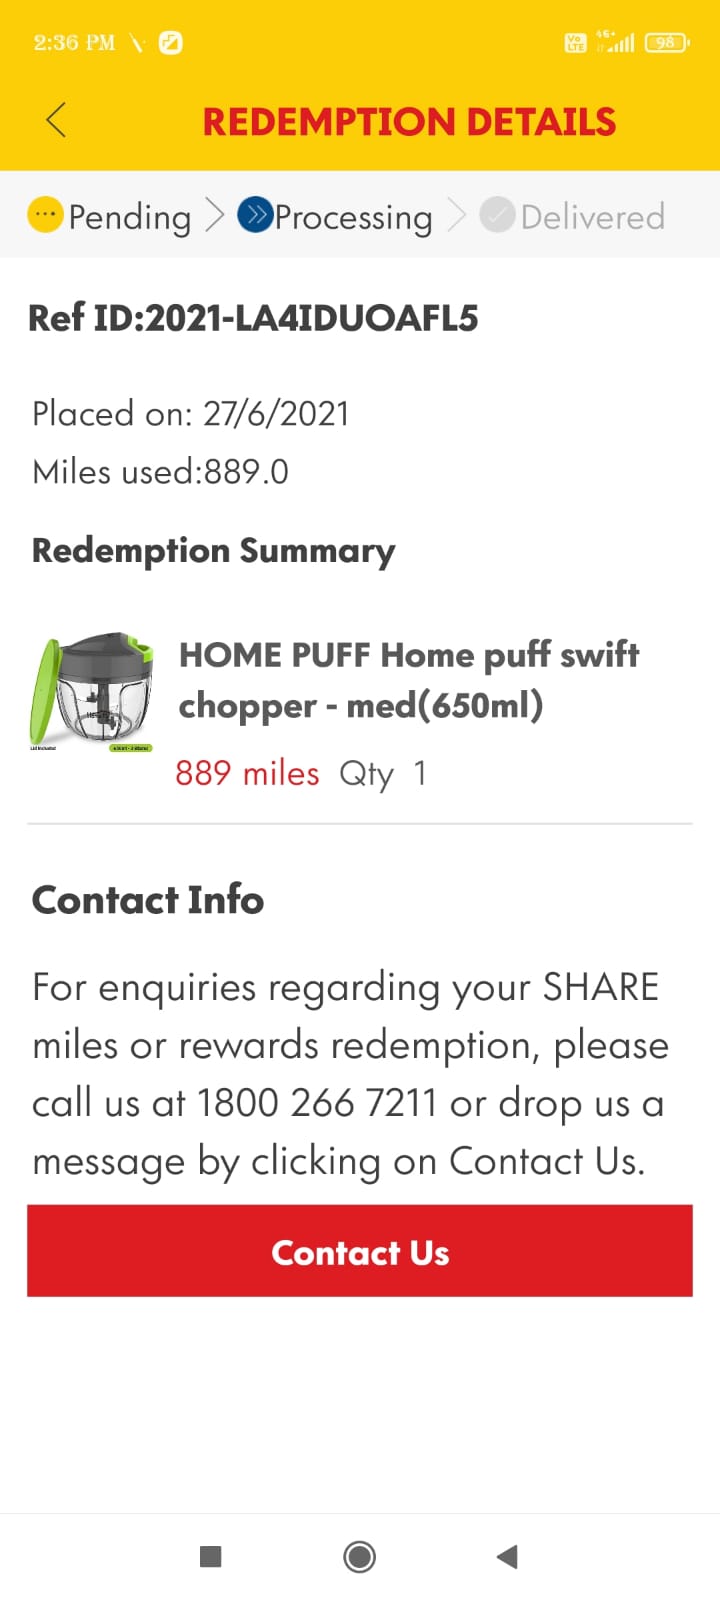 2:36 PM
Vo LTE 4G+ 98
REDEMPTION DETAILS
Pending Processing Delivered
Ref ID:2021-LA4IDUOAFL5
Placed on: 27/6/2021
Miles used:889.0
Redemption Summary
HOME PUFF Home puff swift
chopper - med(650ml)
889 miles Qty 1
Contact Info
For enquiries regarding your SHARE
miles or rewards redemption, please
call us at 1800 266 7211 or drop us a
message by clicking on Contact Us.
Contact Us